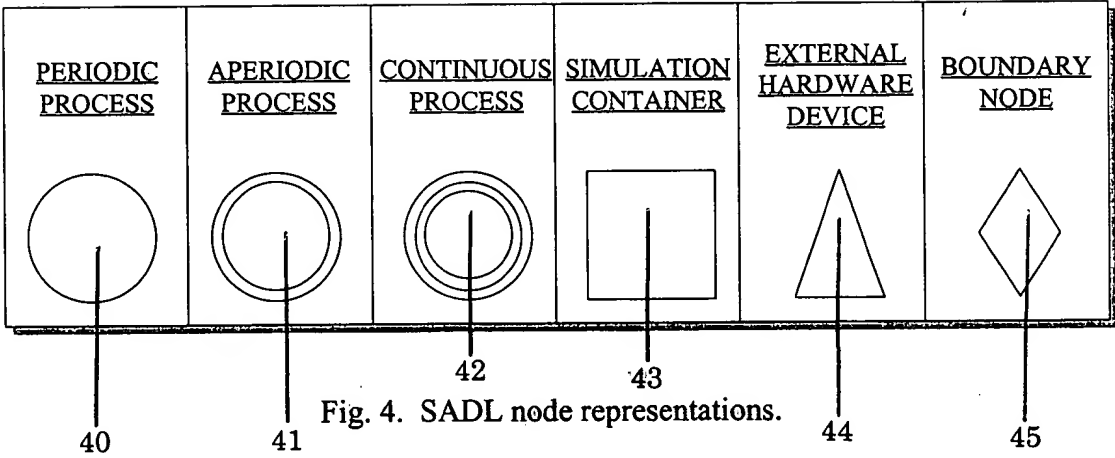 PERIODIC
PROCESS
APERIODIC
PROCESS
CONTINUOUS
PROCESS
SIMULATION
CONTAINER
EXTERNAL
HARDWARE
DEVICE
BOUNDARY
NODE
42
43
Fig. 4. SADL node representations.
40
41
44
45